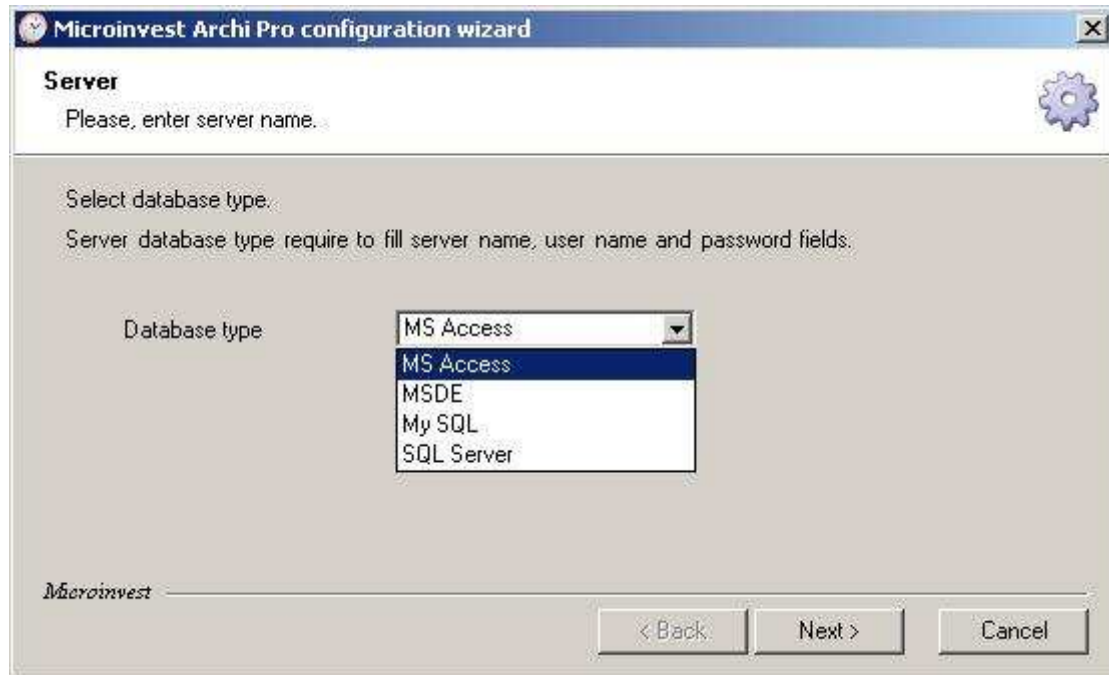 Microinvest Archi Pro configuration wizard
Server
Please, enter server name.
Select database type.
Server database type require to fill server name, user name and password fields.
Database type
MS Access
MS Access
MSDE
My SQL
SQL Server
Microinvest
< Back
Next >
Cancel